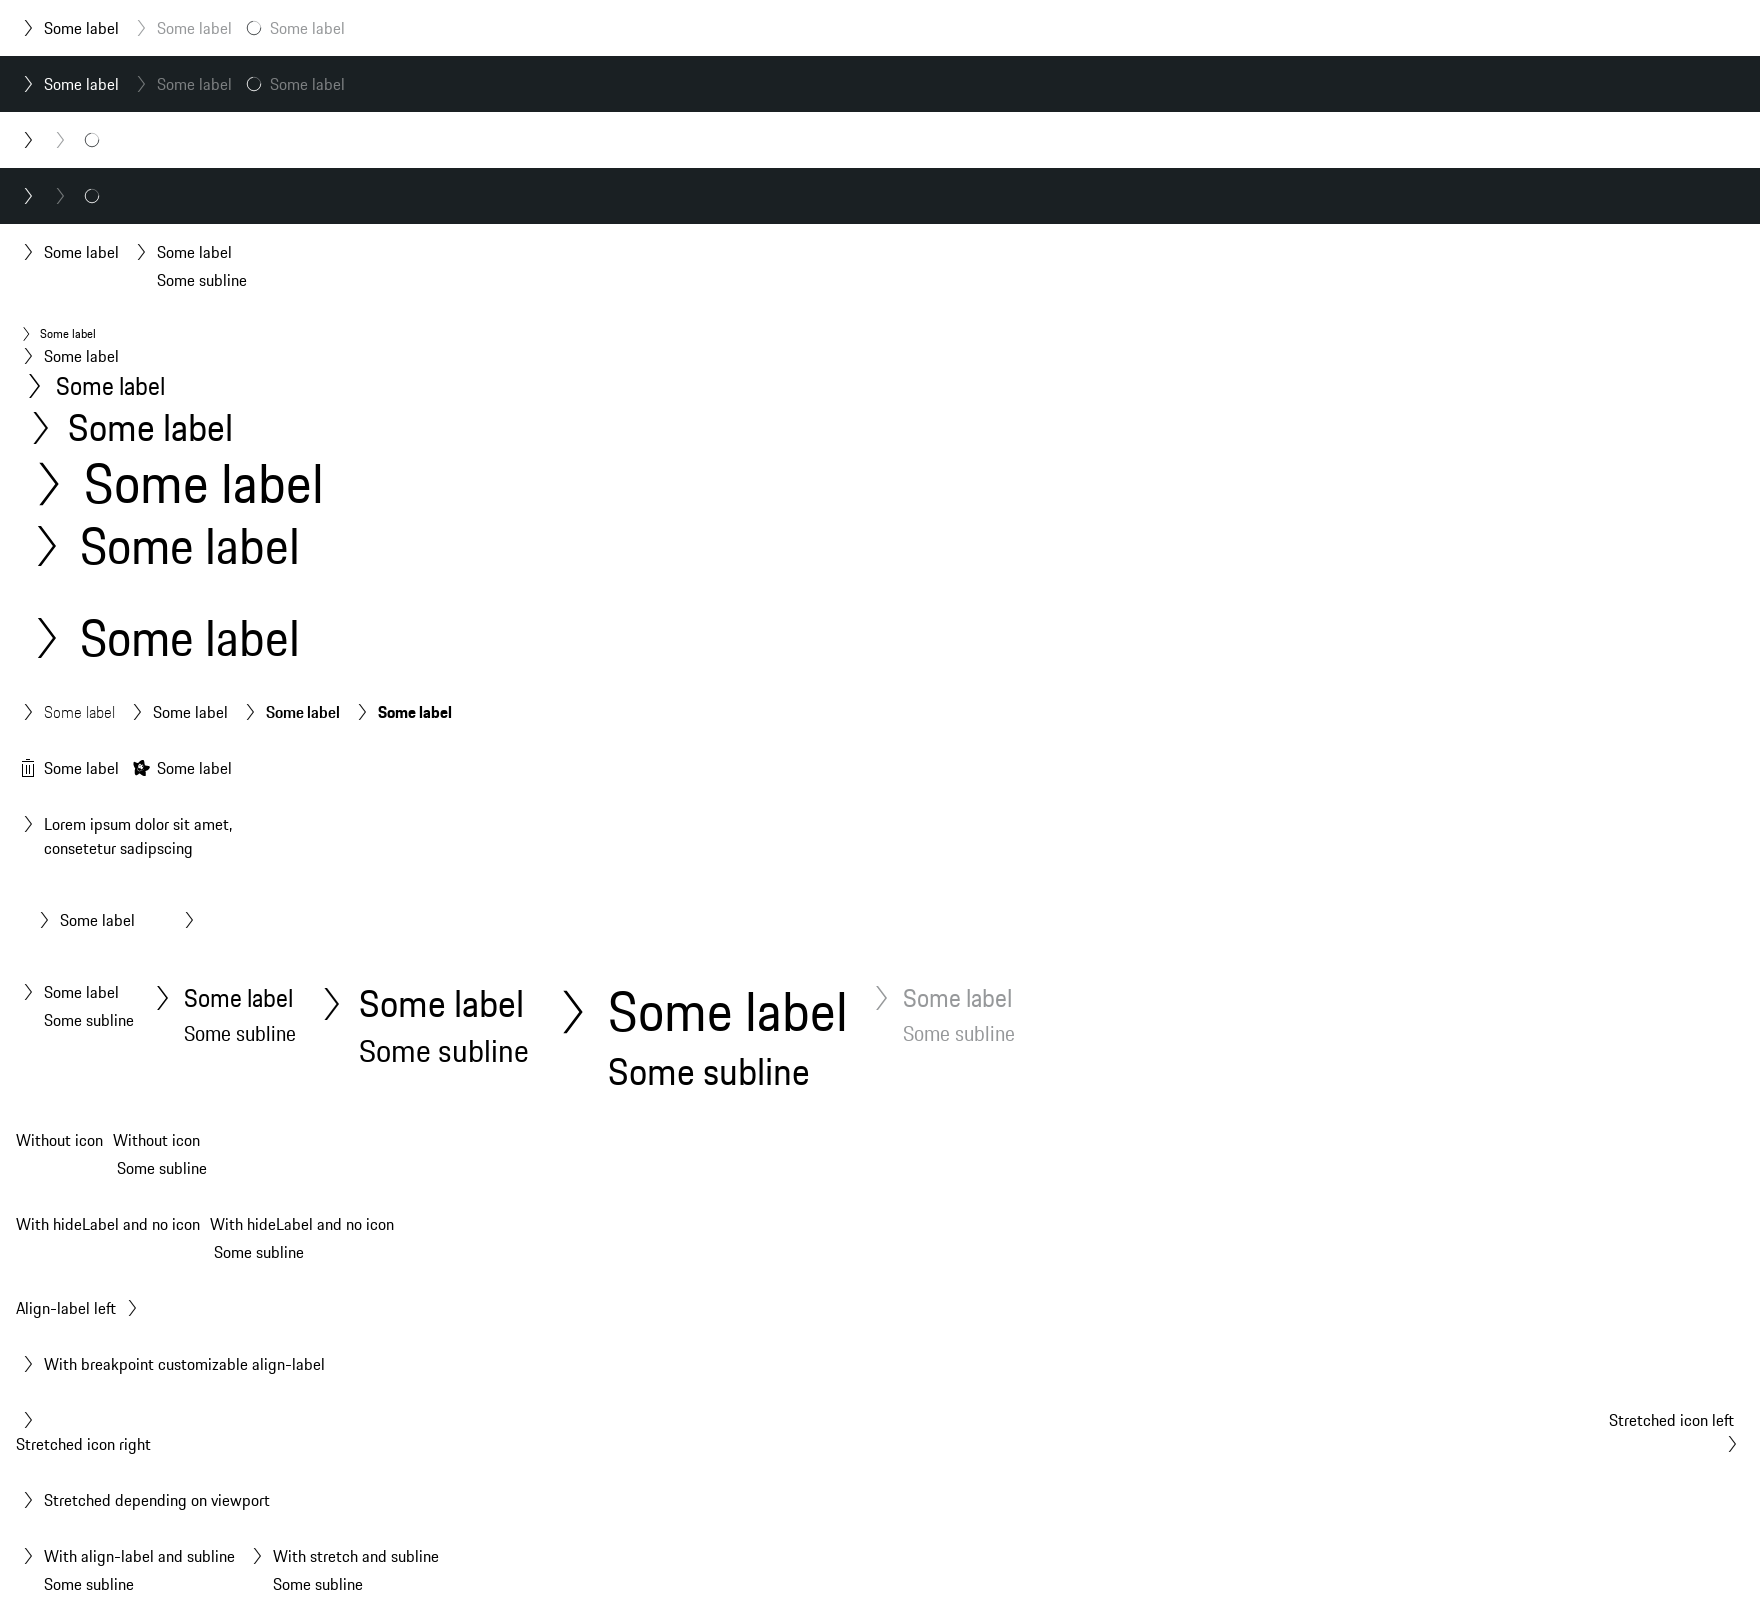 Some label Some label Some label
Some label Some label Some label
Some label Some label
Some subline
Some label
Some label
Some label
Some label
Some label
Some label
Some label
Some label Some label Some label Some label
Some label Some label
Lorem ipsum dolor sit amet,
consetetur sadipscing
Some label
Some label Some label Some label Some label Some label
Some subline Some subline Some subline Some subline Some subline
Without icon Without icon
Some subline
With hideLabel and no icon With hideLabel and no icon
Some subline
Align-label left
With breakpoint customizable align-label
Stretched icon left
Stretched icon right
Stretched depending on viewport
With align-label and subline With stretch and subline
Some subline Some subline